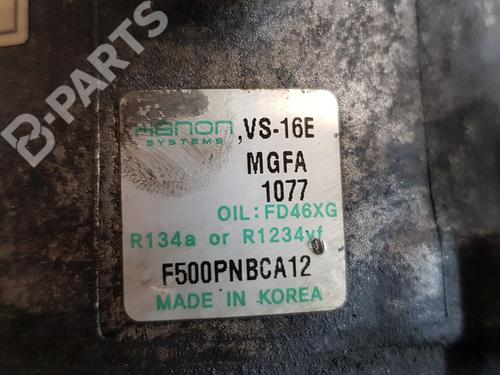 B-PARTS
HANON ,VS-16E
SYSTEMS
MGFA
1077
OIL: FD46XG
R134a or R1234yf
F500PNBCA12
MADE IN KOREA